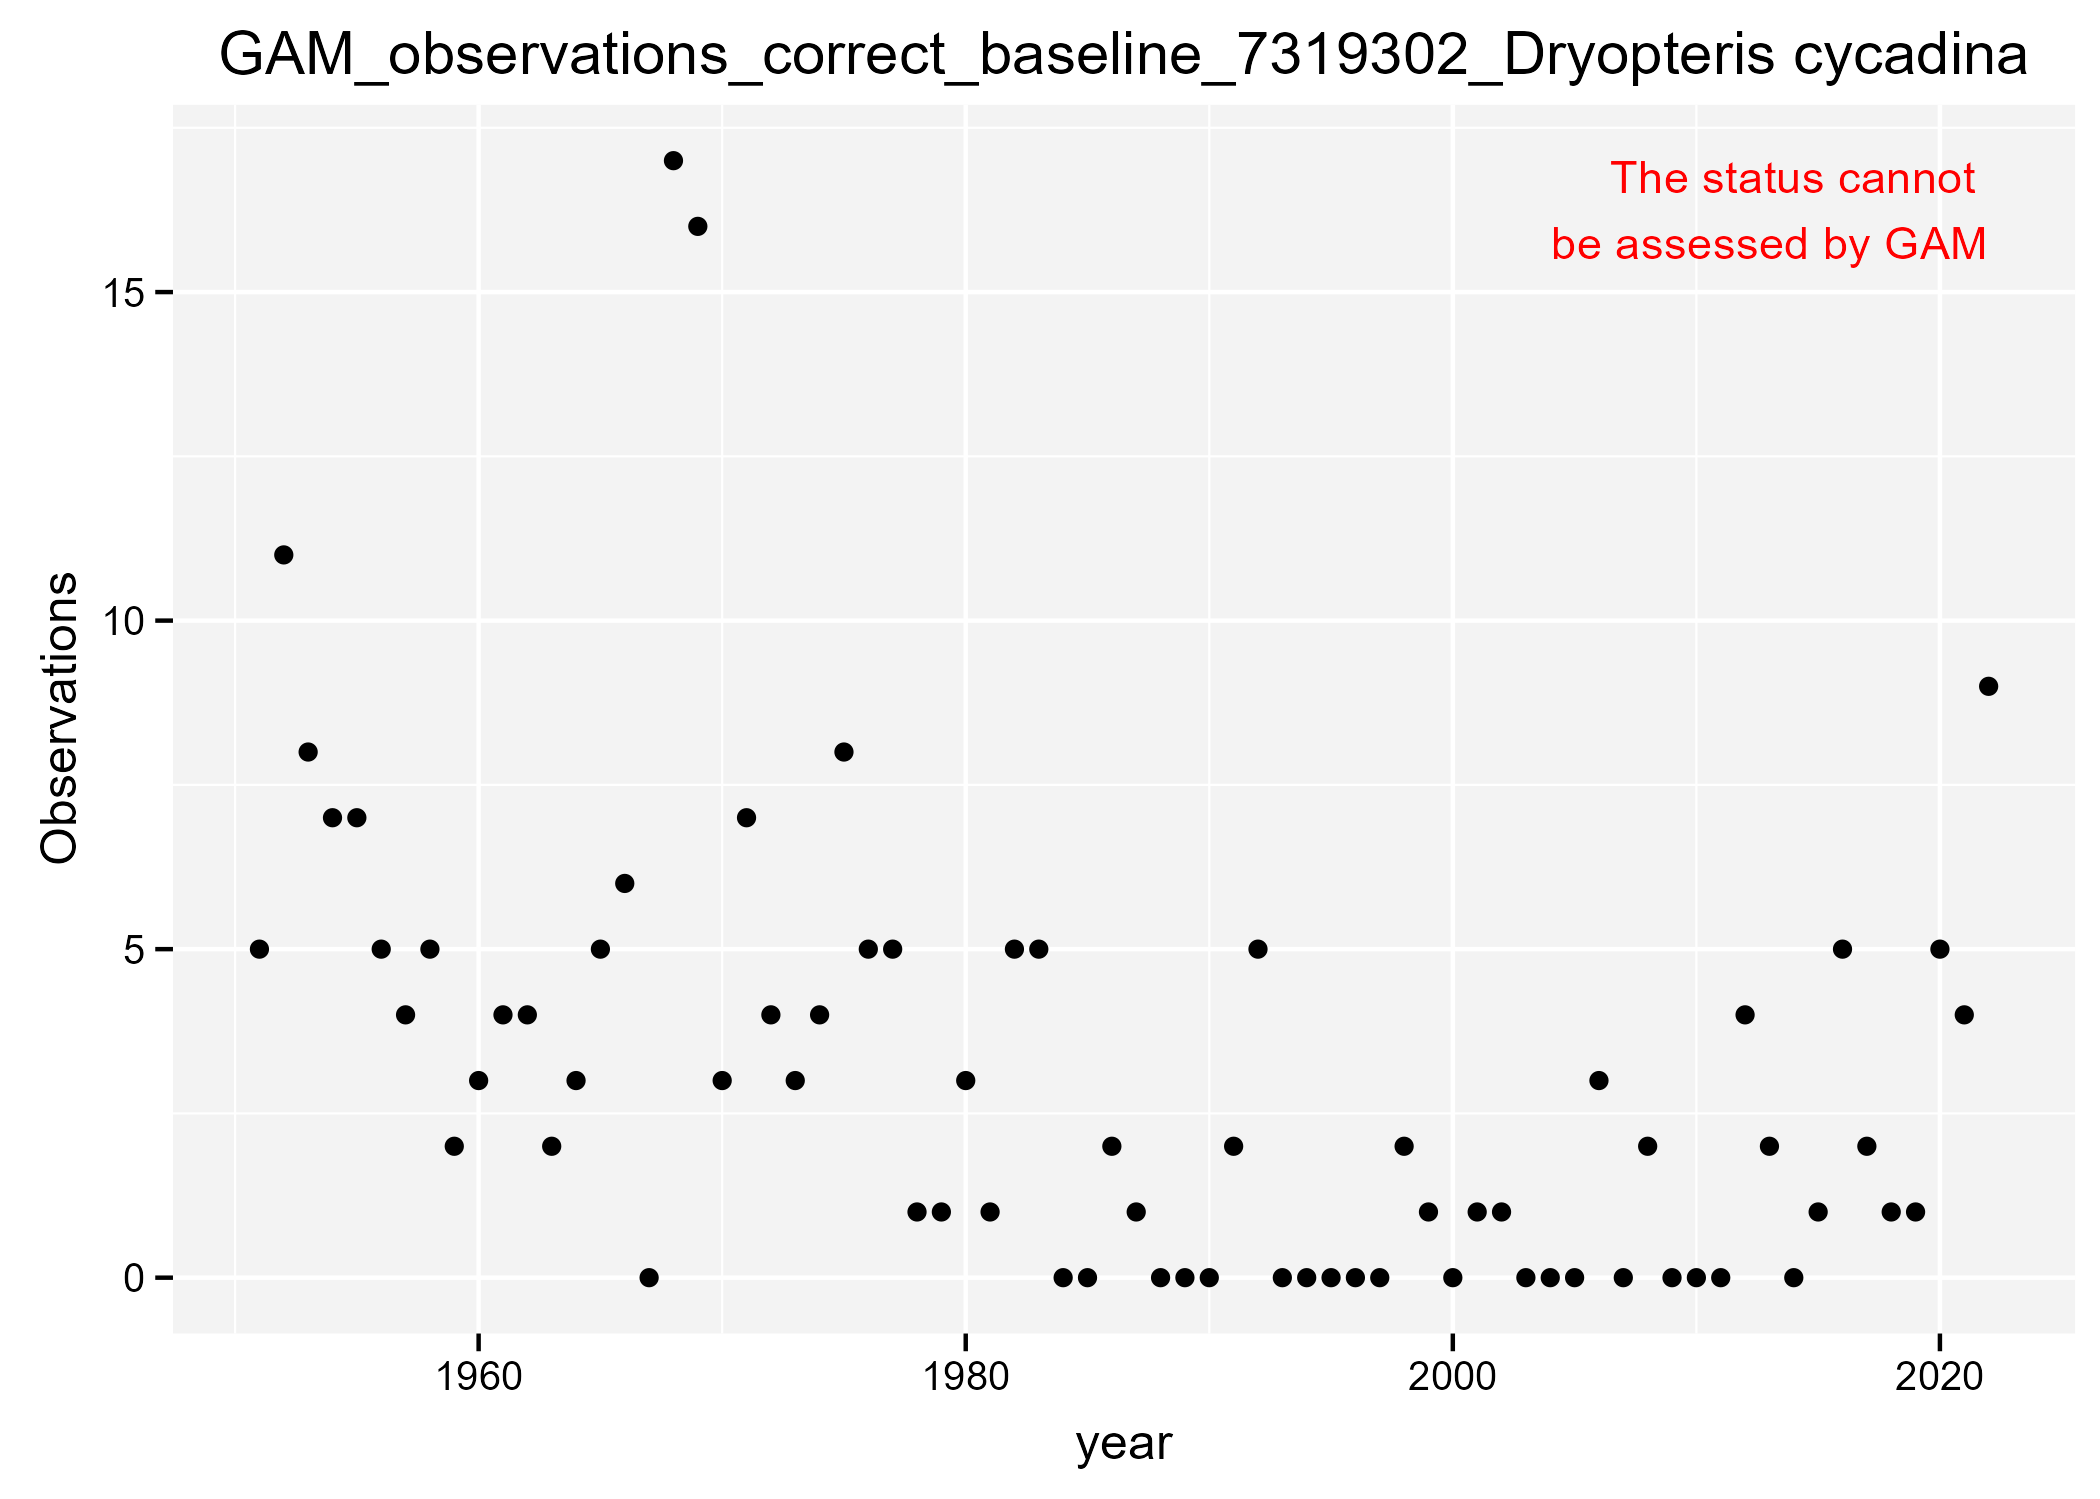 GAM_observations_correct_baseline_7319302_Dryopteris cycadina
The status cannot
be assessed by GAM
Observations
15
10
5
0
1960
1980
2000
2020
year